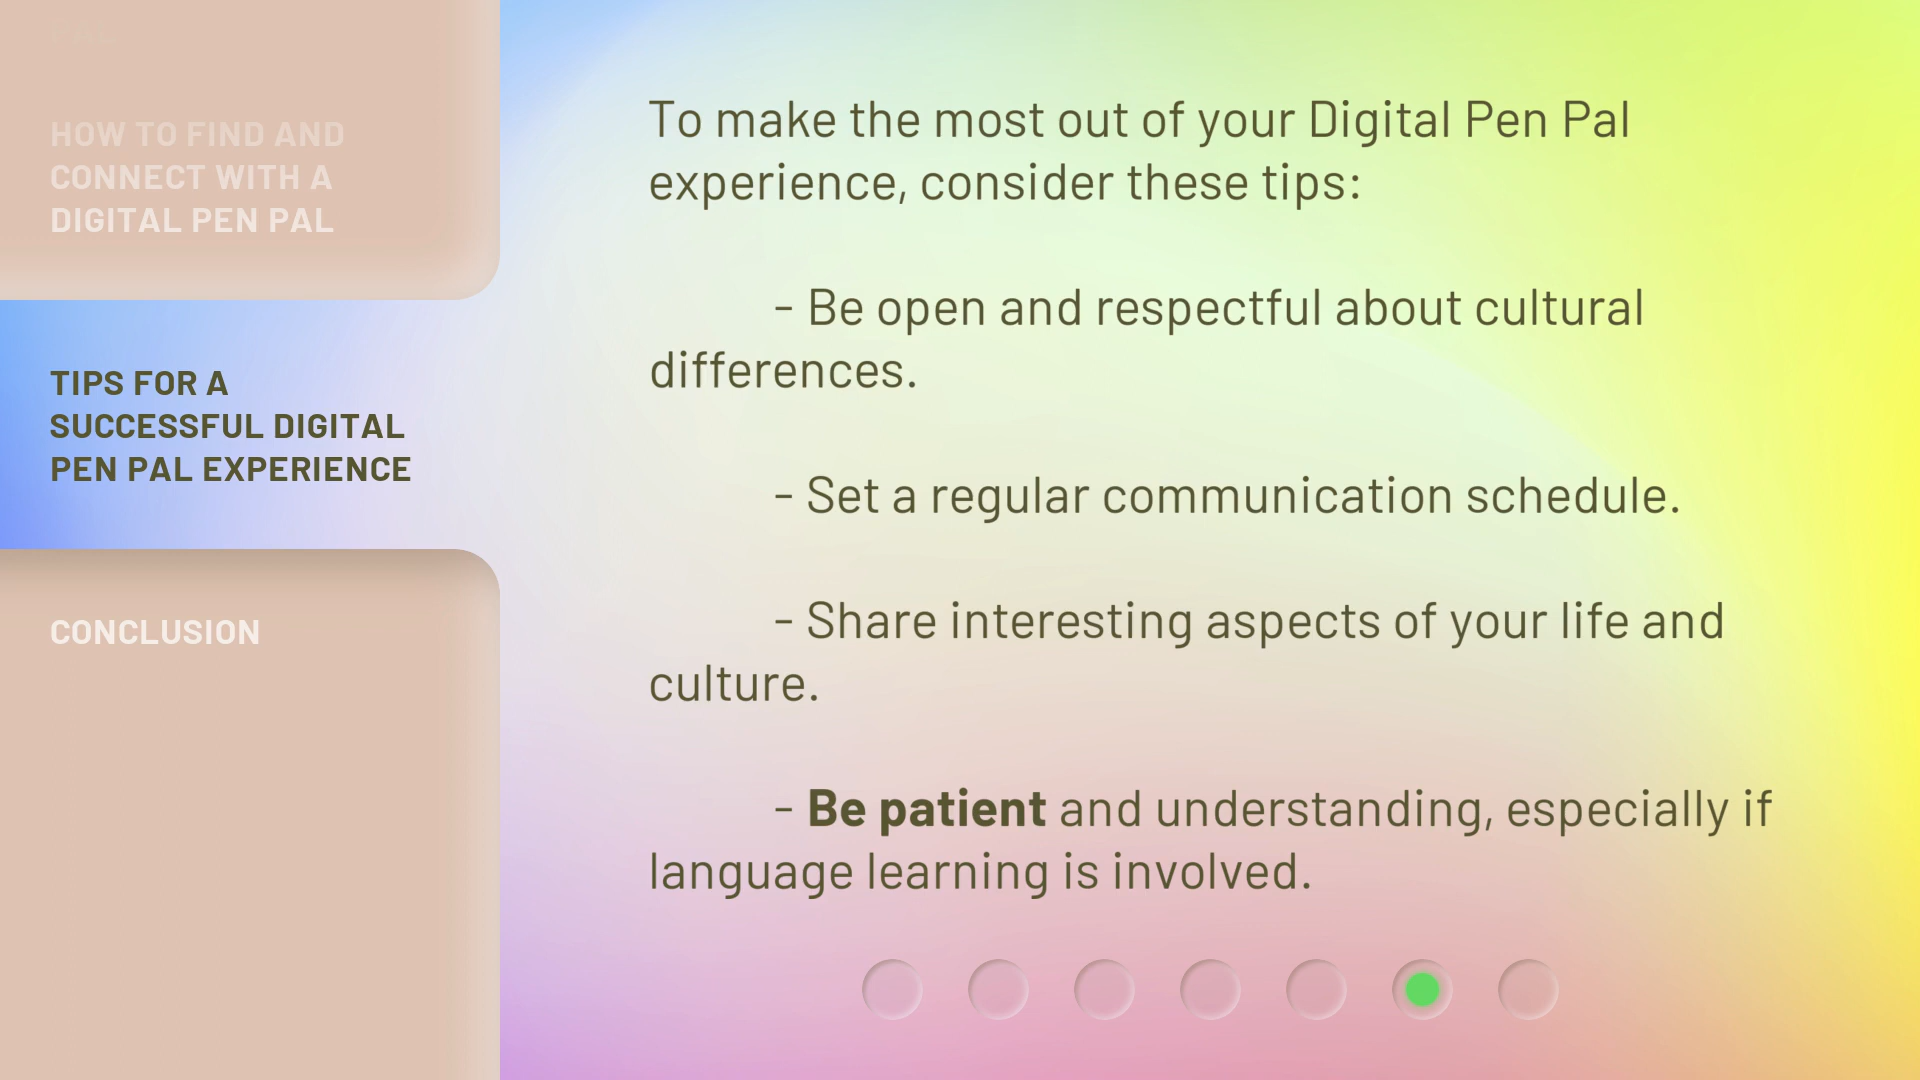 HOW TO FIND AND
CONNECT WITH A
DIGITAL PEN PAL
TIPS FOR A
SUCCESSFUL DIGITAL
PEN PAL EXPERIENCE
CONCLUSION
To make the most out of your Digital Pen Pal
experience, consider these tips:
- Be open and respectful about cultural
differences.
- Set a regular communication schedule.
- Share interesting aspects of your life and
culture.
- Be patient and understanding, especially if
language learning is involved.